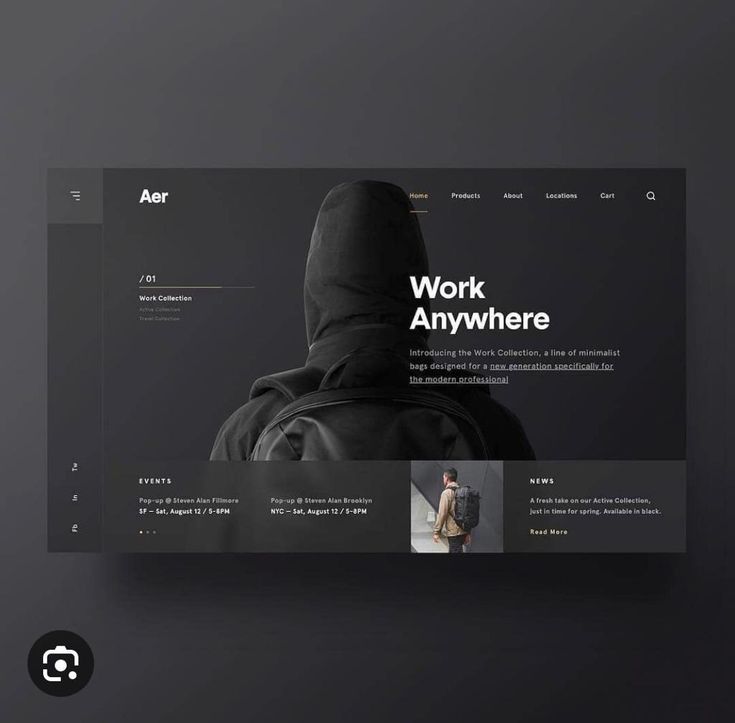 Aer
Home Products About Locations Cart
/ 01
Work Collection
Active Collection
Travel Collection
Work
Anywhere
Introducing the Work Collection, a line of minimalist
bags designed for a new generation specifically for
the modern professional
Tw
In
Fb
EVENTS
Pop-up @ Steven Alan Fillmore
SF — Sat, August 12 / 5-8PM
Pop-up @ Steven Alan Brooklyn
NYC — Sat, August 12 / 5-8PM
NEWS
A fresh take on our Active Collection,
just in time for spring. Available in black.
Read More